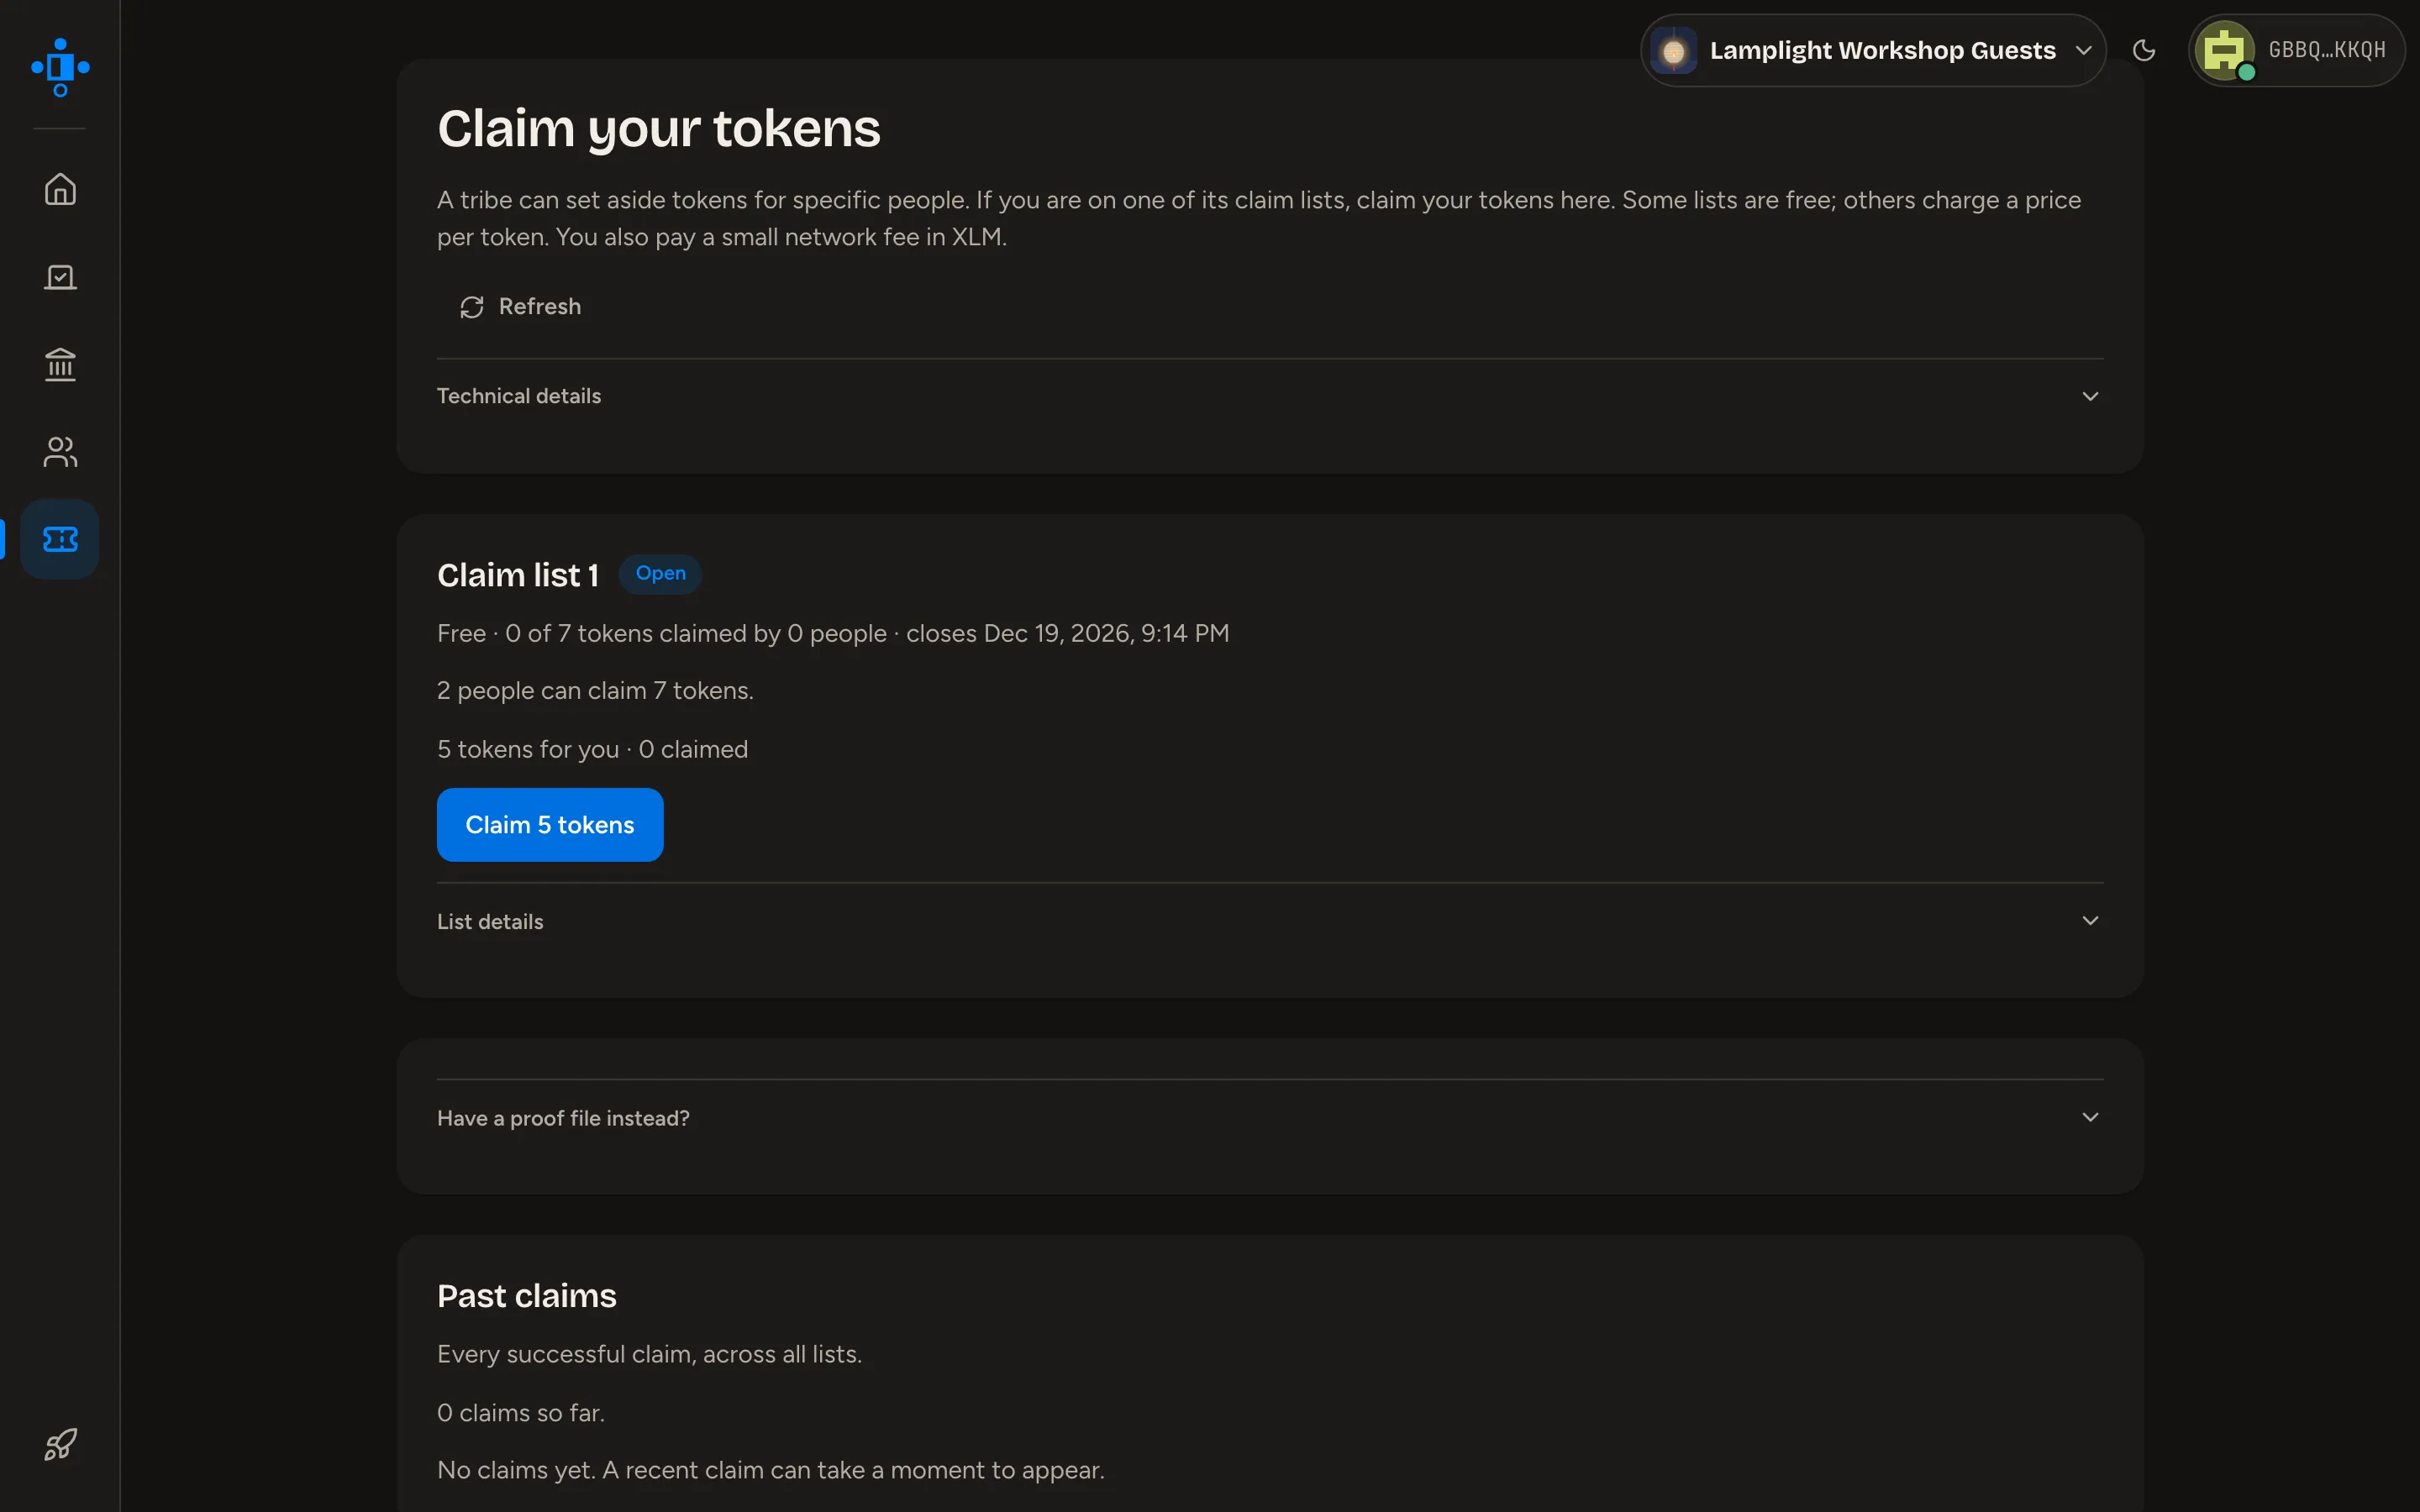 Lamplight Workshop Guests
GBBQ...KKQH
Claim your tokens
A tribe can set aside tokens for specific people. If you are on one of its claim lists, claim your tokens here. Some lists are free; others charge a price
per token. You also pay a small network fee in XLM.
Refresh
Technical details
Claim list 1
Open
Free · 0 of 7 tokens claimed by 0 people · closes Dec 19, 2026, 9:14 PM
2 people can claim 7 tokens.
5 tokens for you · 0 claimed
Claim 5 tokens
List details
Have a proof file instead?
Past claims
Every successful claim, across all lists.
0 claims so far.
No claims yet. A recent claim can take a moment to appear.